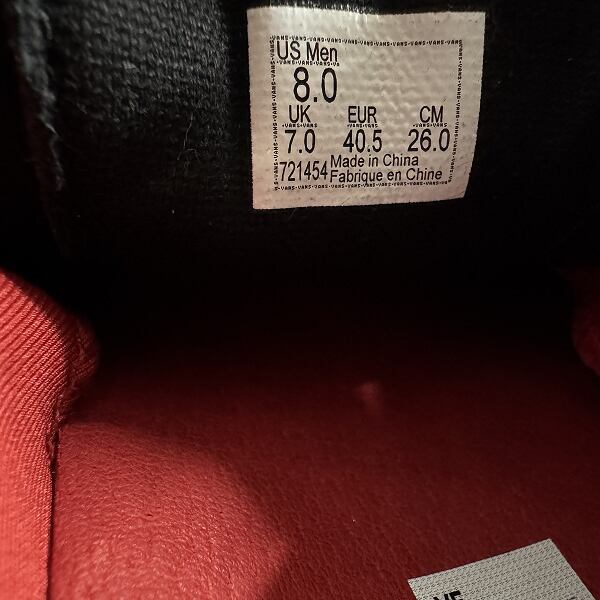 US Men
8.0
UK EUR CM
7.0 40.5 26.0
721454 Made in China
Fabrique en Chine